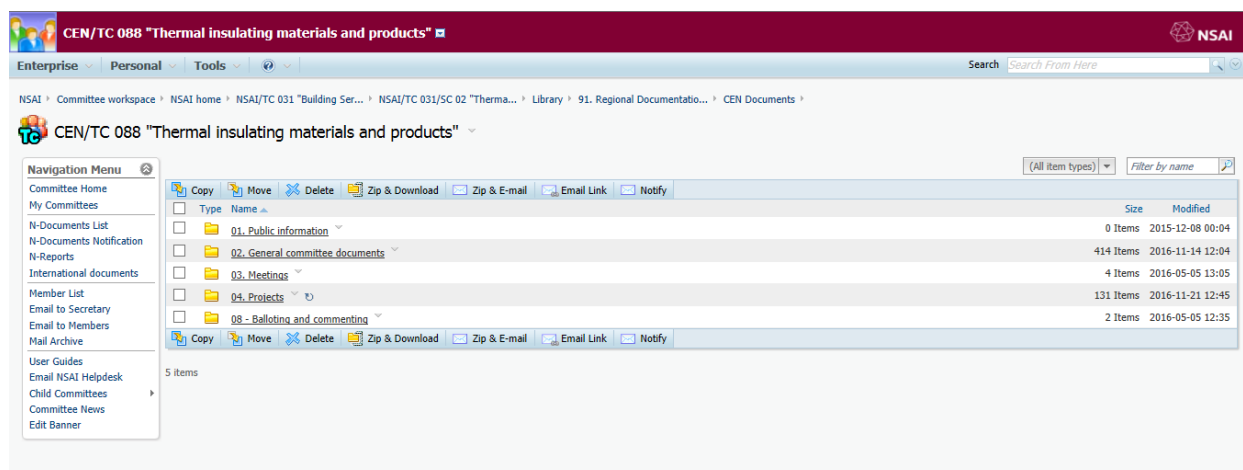 CEN/TC 088 "Thermal insulating materials and products"
NSAI
Enterprise Personal Tools
Search Search From Here
NSAI Committee workspace NSAI home NSAI/TC 031 "Building Ser... NSAI/TC 031/SC 02 "Therma... Library 91. Regional Documentatio... CEN Documents
TC CEN/TC 088 "Thermal insulating materials and products"
(All item types) Filter by name
Navigation Menu
Committee Home
My Committees
N-Documents List
N-Documents Notification
N-Reports
International documents
Member List
Email to Secretary
Email to Members
Mail Archive
User Guides
Email NSAI Helpdesk
Child Committees
Committee News
Edit Banner
Copy Move Delete Zip & Download Zip & E-mail Email Link Notify
Type Name Size Modified
01. Public information 0 Items 2015-12-08 00:04
02. General committee documents 414 Items 2016-11-14 12:04
03. Meetings 4 Items 2016-05-05 13:05
04. Projects 131 Items 2016-11-21 12:45
08 - Balloting and commenting 2 Items 2016-05-05 12:35
Copy Move Delete Zip & Download Zip & E-mail Email Link Notify
5 items